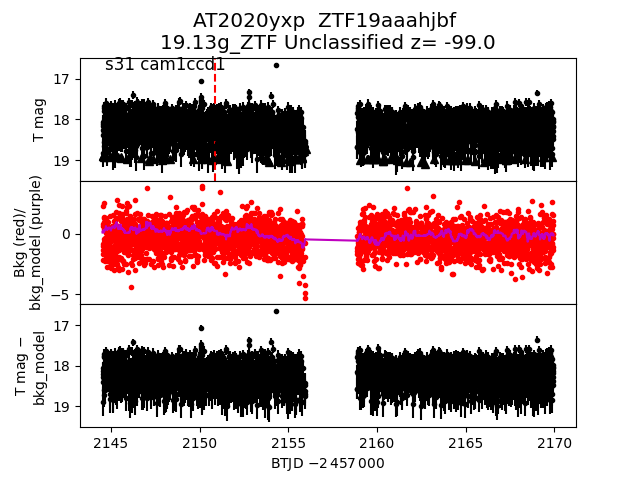 AT2020yxp  ZTF19aaahjbf
19.13g_ZTF Unclassified z= -99.0
s31 cam1ccd1
17
18
19
T mag
0
−5
Bkg (red)/
bkg_model (purple)
17
18
19
T mag −
bkg_model
2145
2150
2155
2160
2165
2170
BTJD −2 457 000